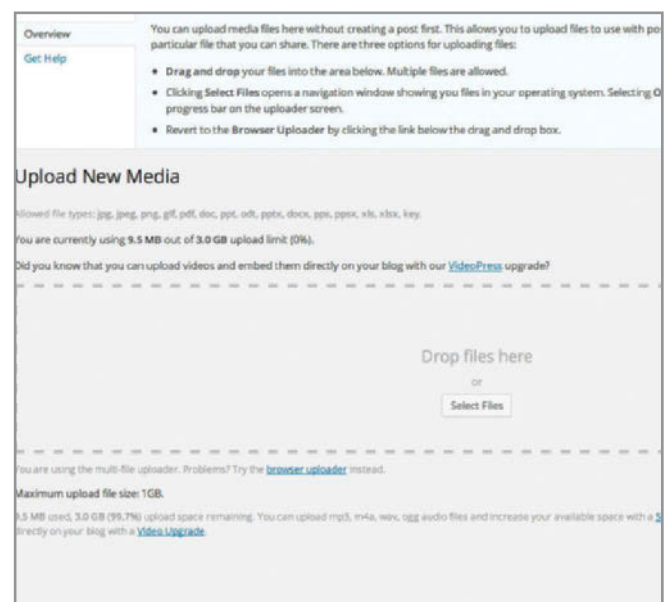 Overview
Get Help
You can upload media files here without creating a post first. This allows you to upload files to use with pos
particular file that you can share. There are three options for uploading files:
• Drag and drop your files into the area below. Multiple files are allowed.
• Clicking Select Files opens a navigation window showing you files in your operating system. Selecting O
progress bar on the uploader screen.
• Revert to the Browser Uploader by clicking the link below the drag and drop box.
Upload New Media
Allowed file types: jpg, jpeg, png, gif, pdf, doc, ppt, odt, pptx, docx, pps, ppsx, xls, xlsx, key.
You are currently using 9.5 MB out of 3.0 GB upload limit (0%).
Did you know that you can upload videos and embed them directly on your blog with our VideoPress upgrade?
Drop files here
or
Select Files
You are using the multi-file uploader. Problems? Try the browser uploader instead.
Maximum upload file size: 1GB.
9.5 MB used, 3.0 GB (99.7%) upload space remaining. You can upload mp3, m4a, wav, ogg audio files and increase your available space with a S
directly on your blog with a Video Upgrade.